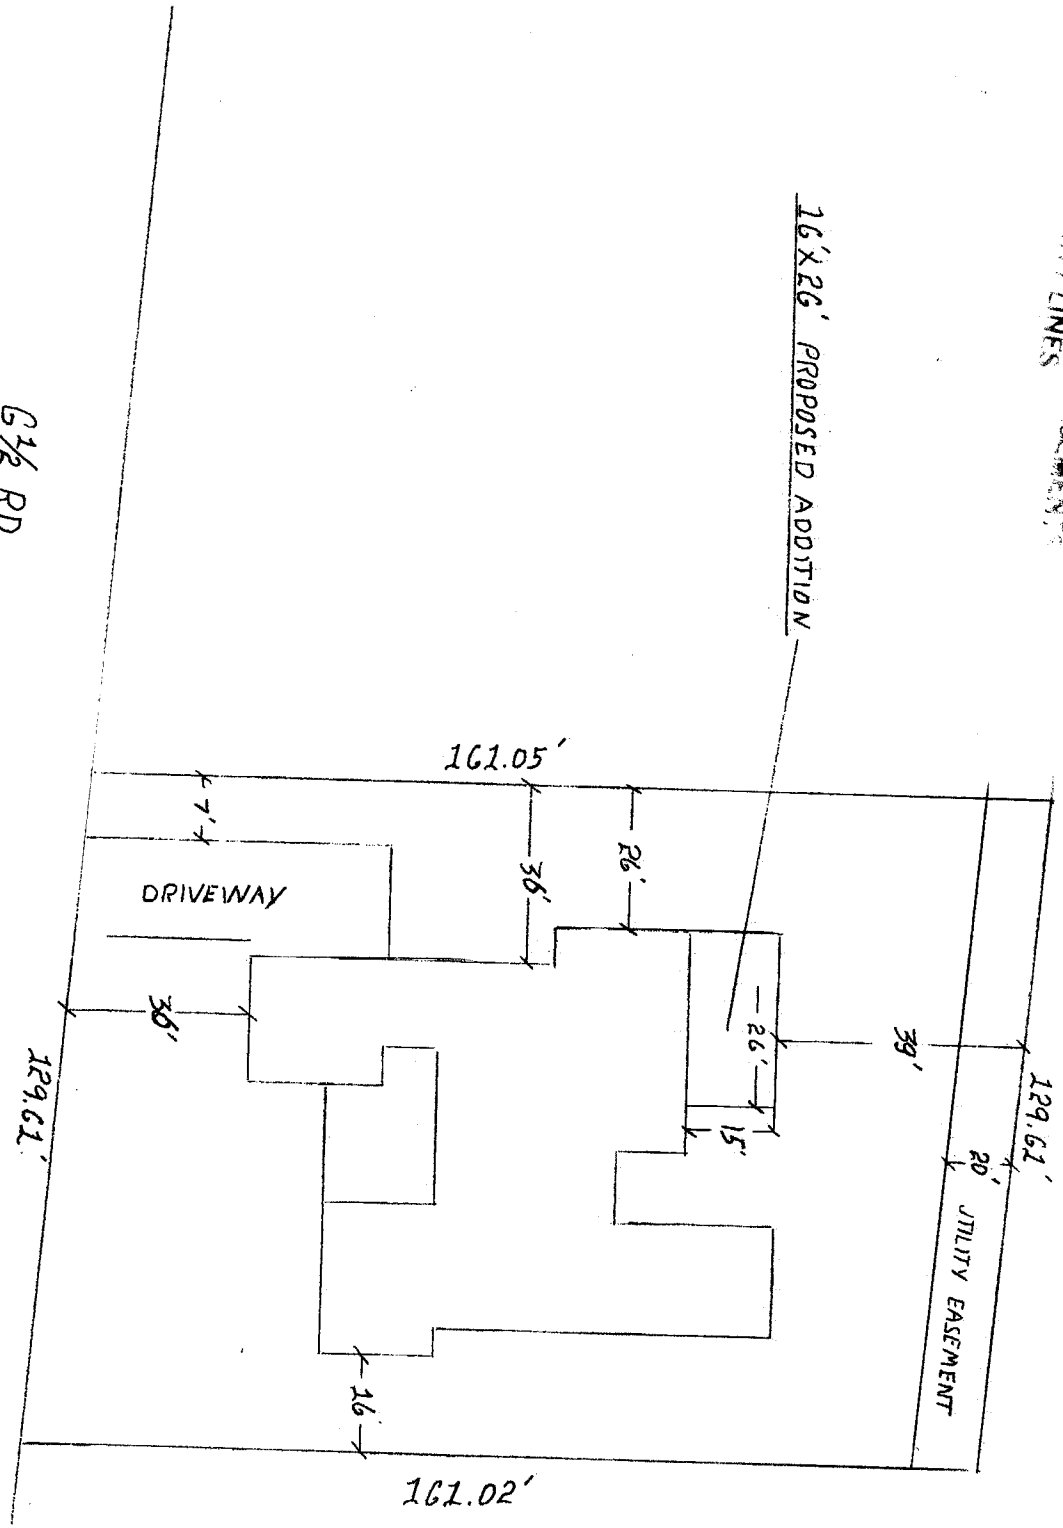 LINES
16'X26' PROPOSED ADDITION
161.05'
7'
DRIVEWAY
36'
26'
39'
129.61'
20'
UTILITY EASEMENT
26'
15'
36'
129.61'
16
161.02'
G½ RD